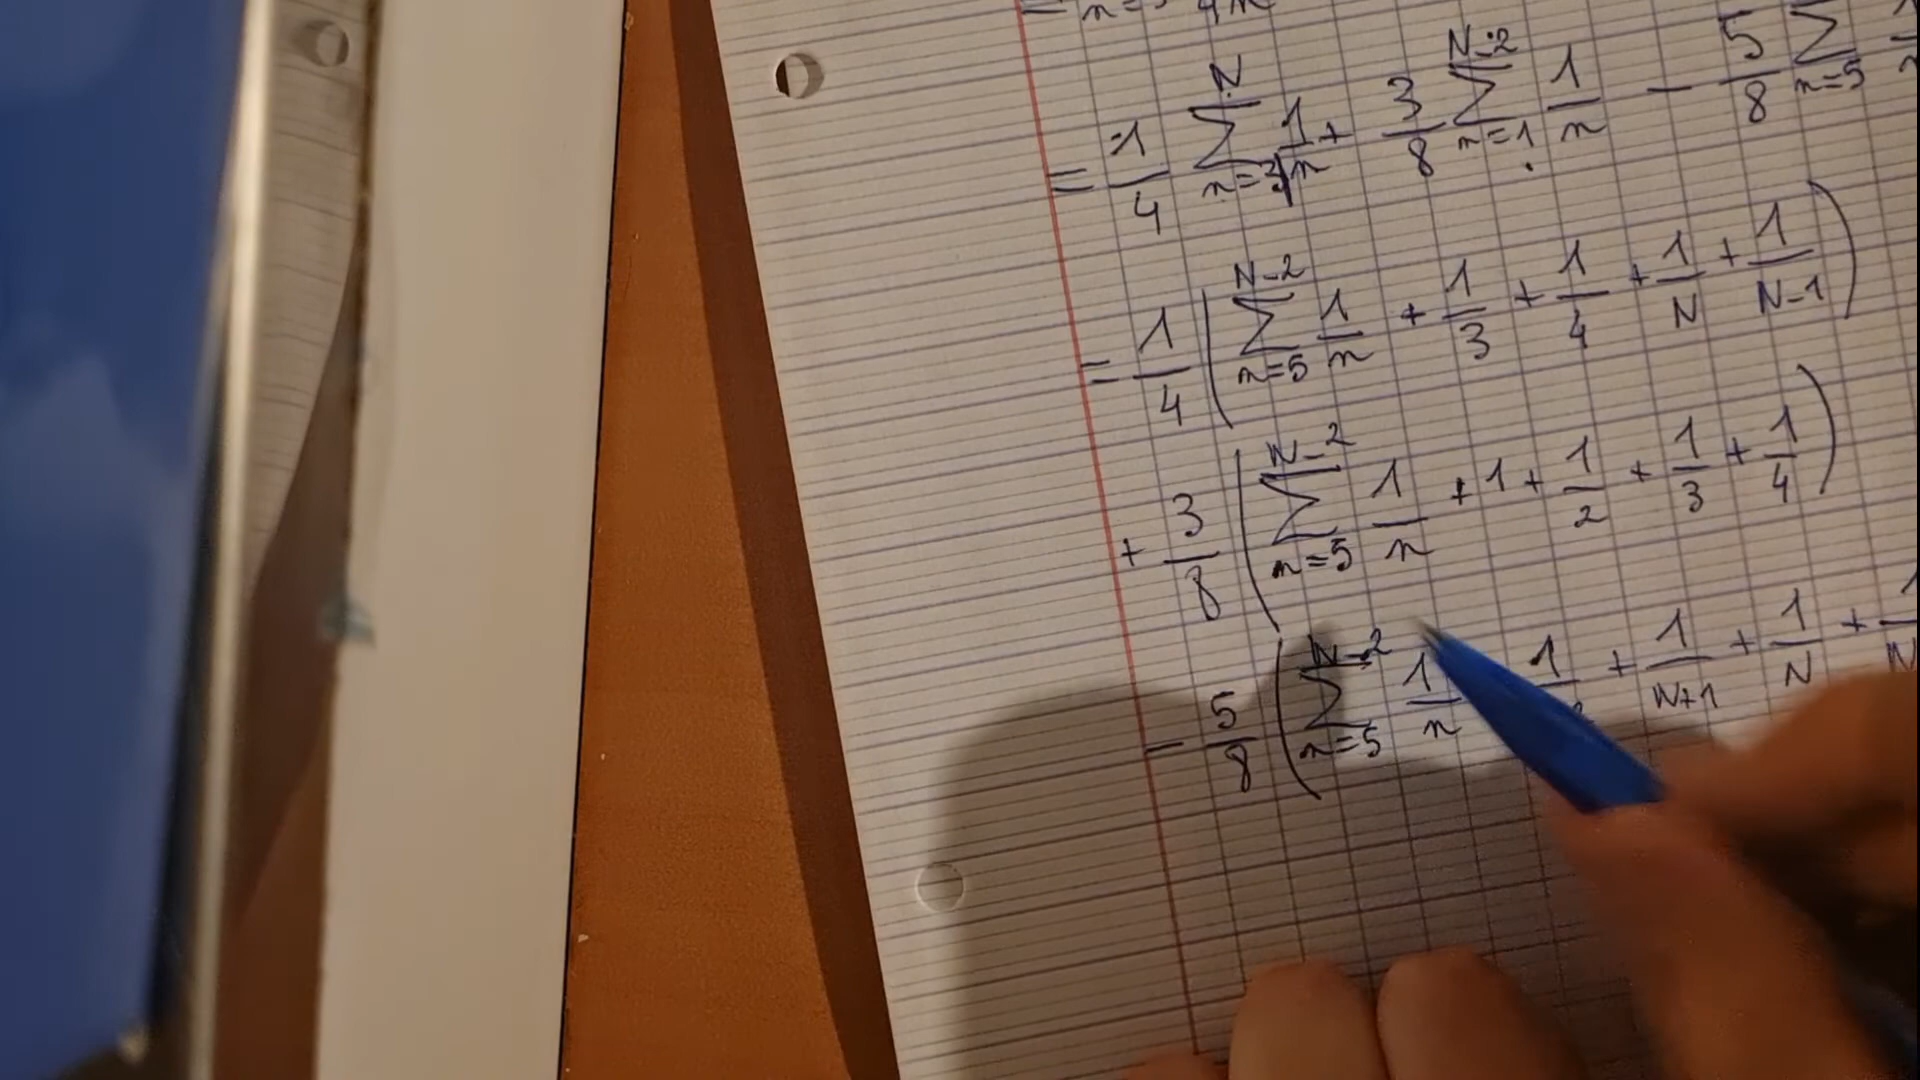 = 1/4 N∑n=3 1/n + 3/8 N-2∑n=1 1/n - 5/8 ∑n=5
= 1/4 ( N-2∑n=5 1/n + 1/3 + 1/4 + 1/N + 1/N-1 )
+ 3/8 ( N-2∑n=5 1/n + 1 + 1/2 + 1/3 + 1/4 )
- 5/8 ( N-2∑n=5 1/n 1 + 1/N+1 + 1/N +